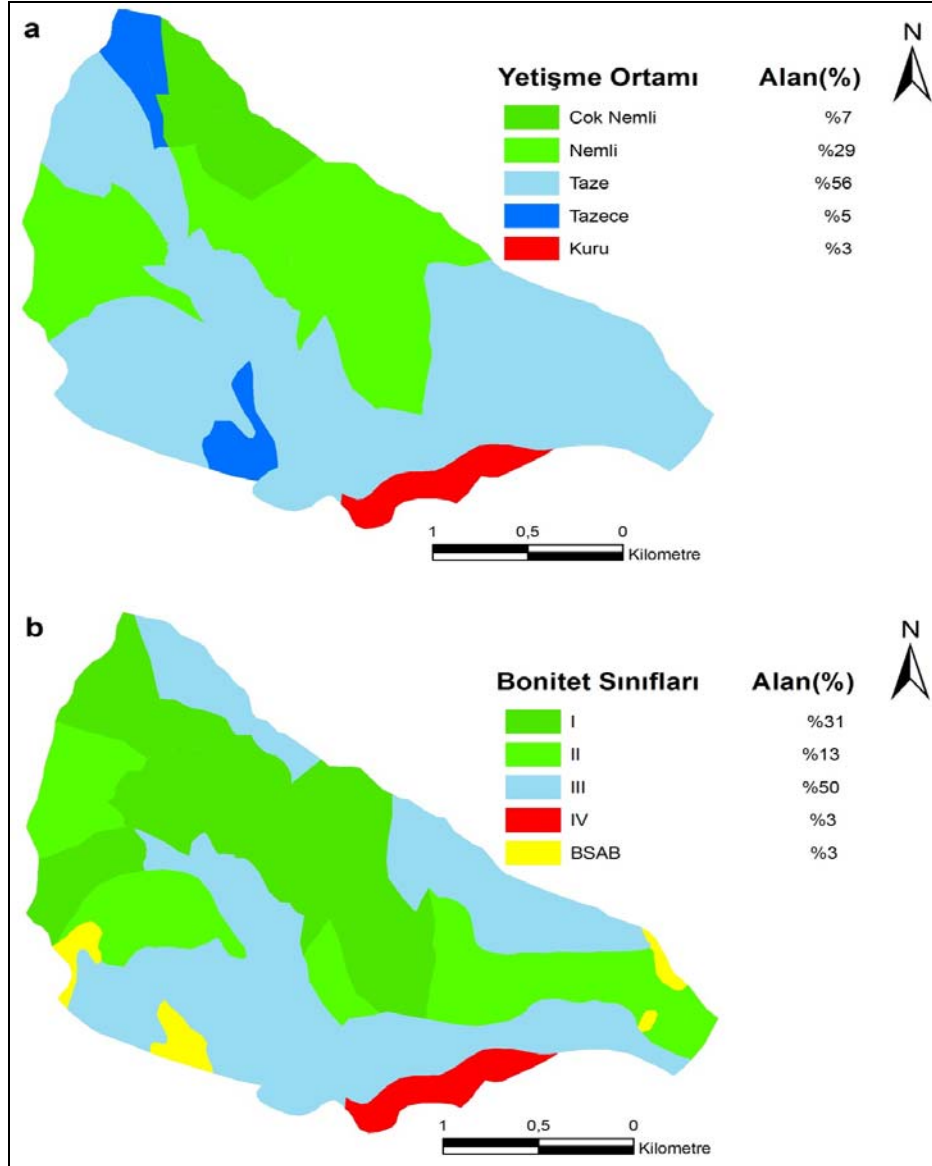 a
N
Yetişme Ortamı Alan(%)
Çok Nemli %7
Nemli %29
Taze %56
Tazece %5
Kuru %3
1 0,5 0
Kilometre
b
N
Bonitet Sınıfları Alan(%)
I %31
II %13
III %50
IV %3
BSAB %3
1 0,5 0
Kilometre